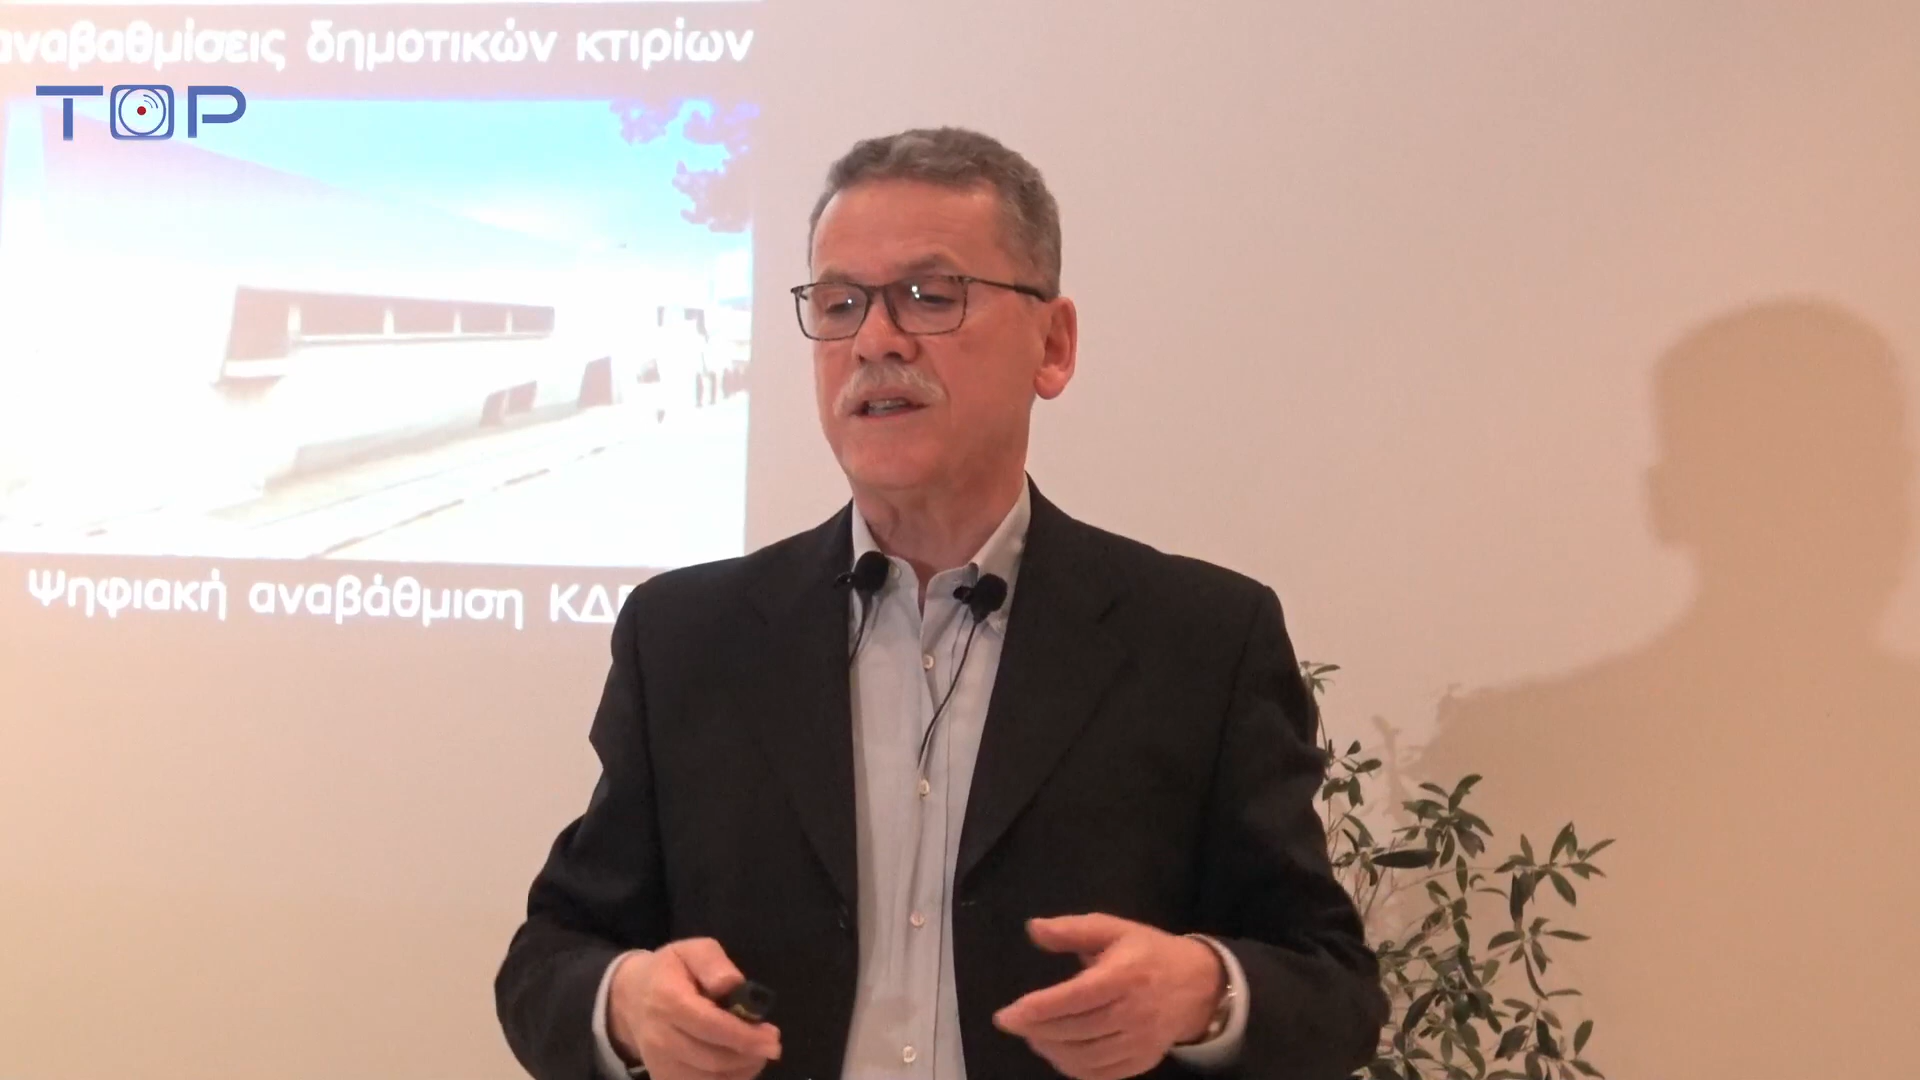 αναβαθμίσεις δημοτικών κτιρίων
TOP
Ψηφιακή αναβάθμιση